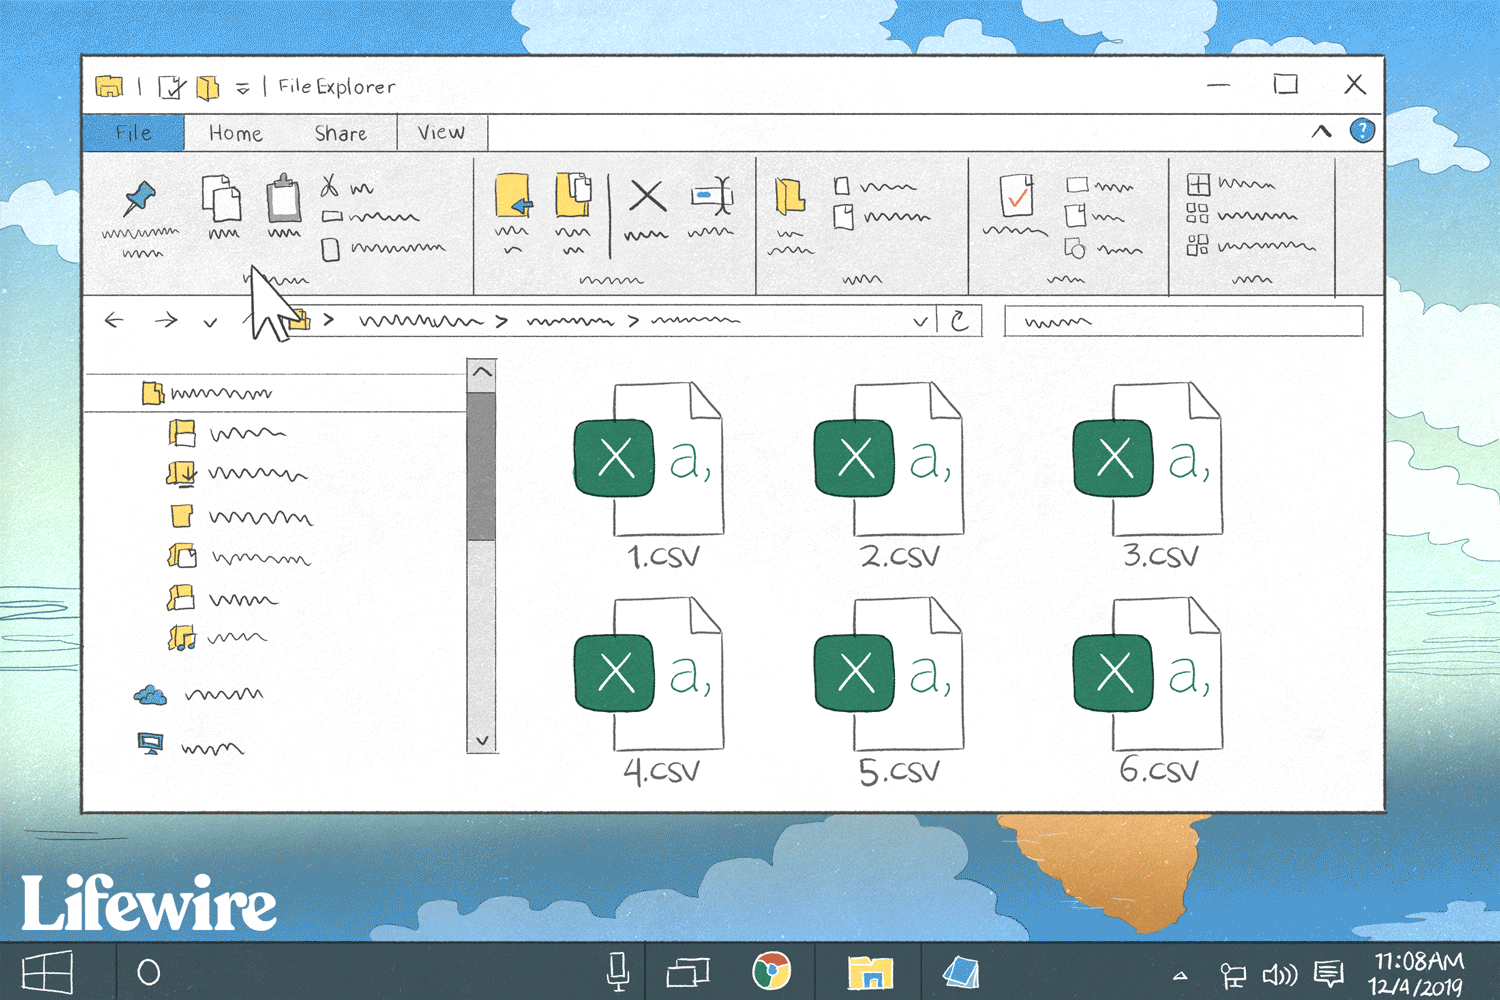 File Explorer
File Home Share View
?
X a,
X a,
X a,
1.CSV 2.CSV 3.CSV
X a,
X a,
X a,
4.CSV 5.CSV 6.CSV
Lifewire
11:08AM
12/4/2019